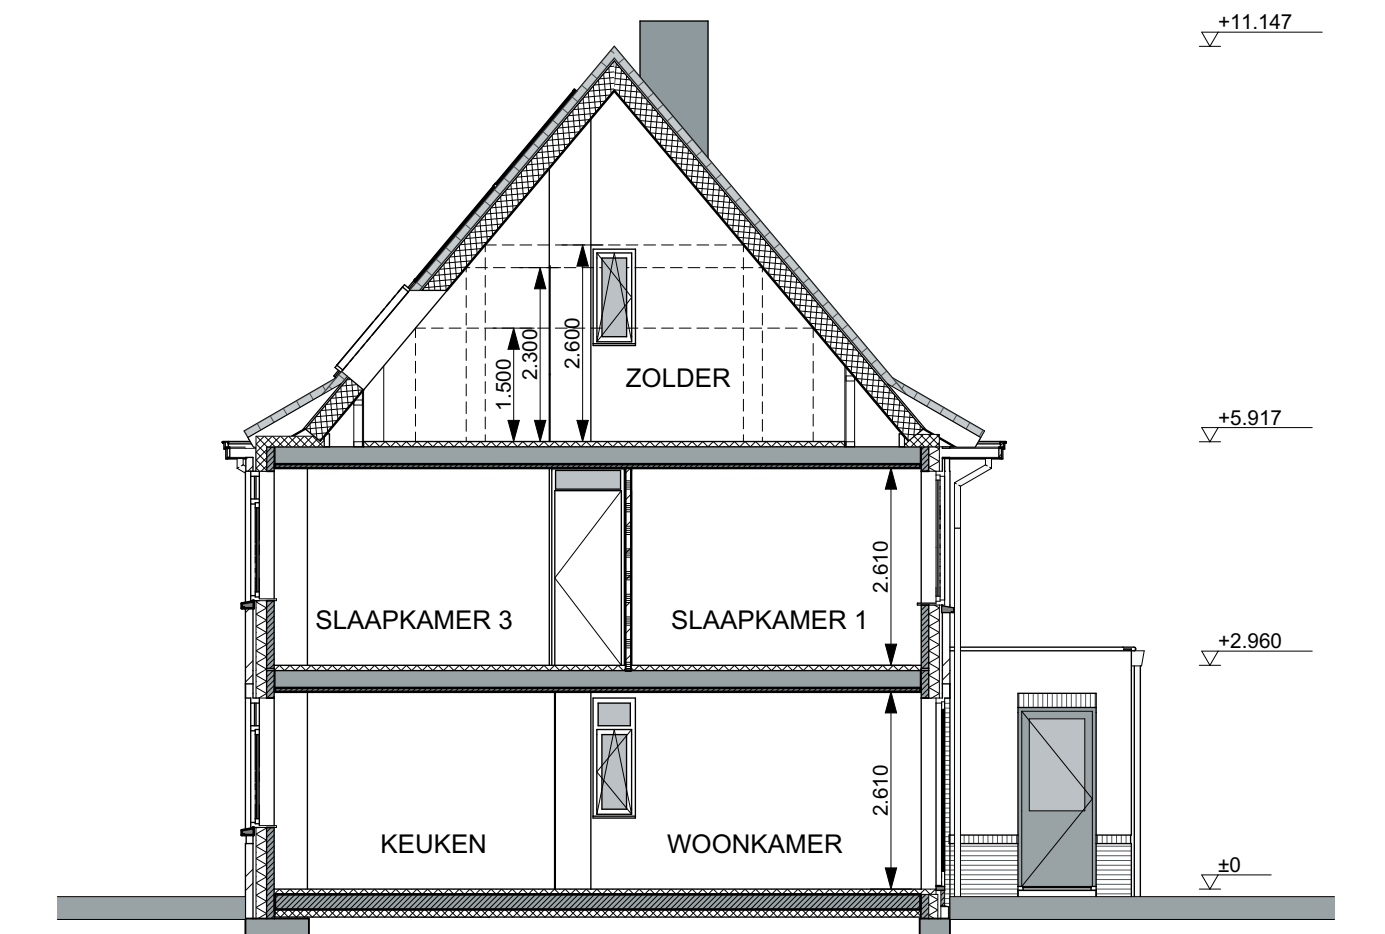 +11.147
1.500
2.300
2.600
ZOLDER
+5.917
2.610
SLAAPKAMER 3
SLAAPKAMER 1
+2.960
2.610
KEUKEN
WOONKAMER
±0